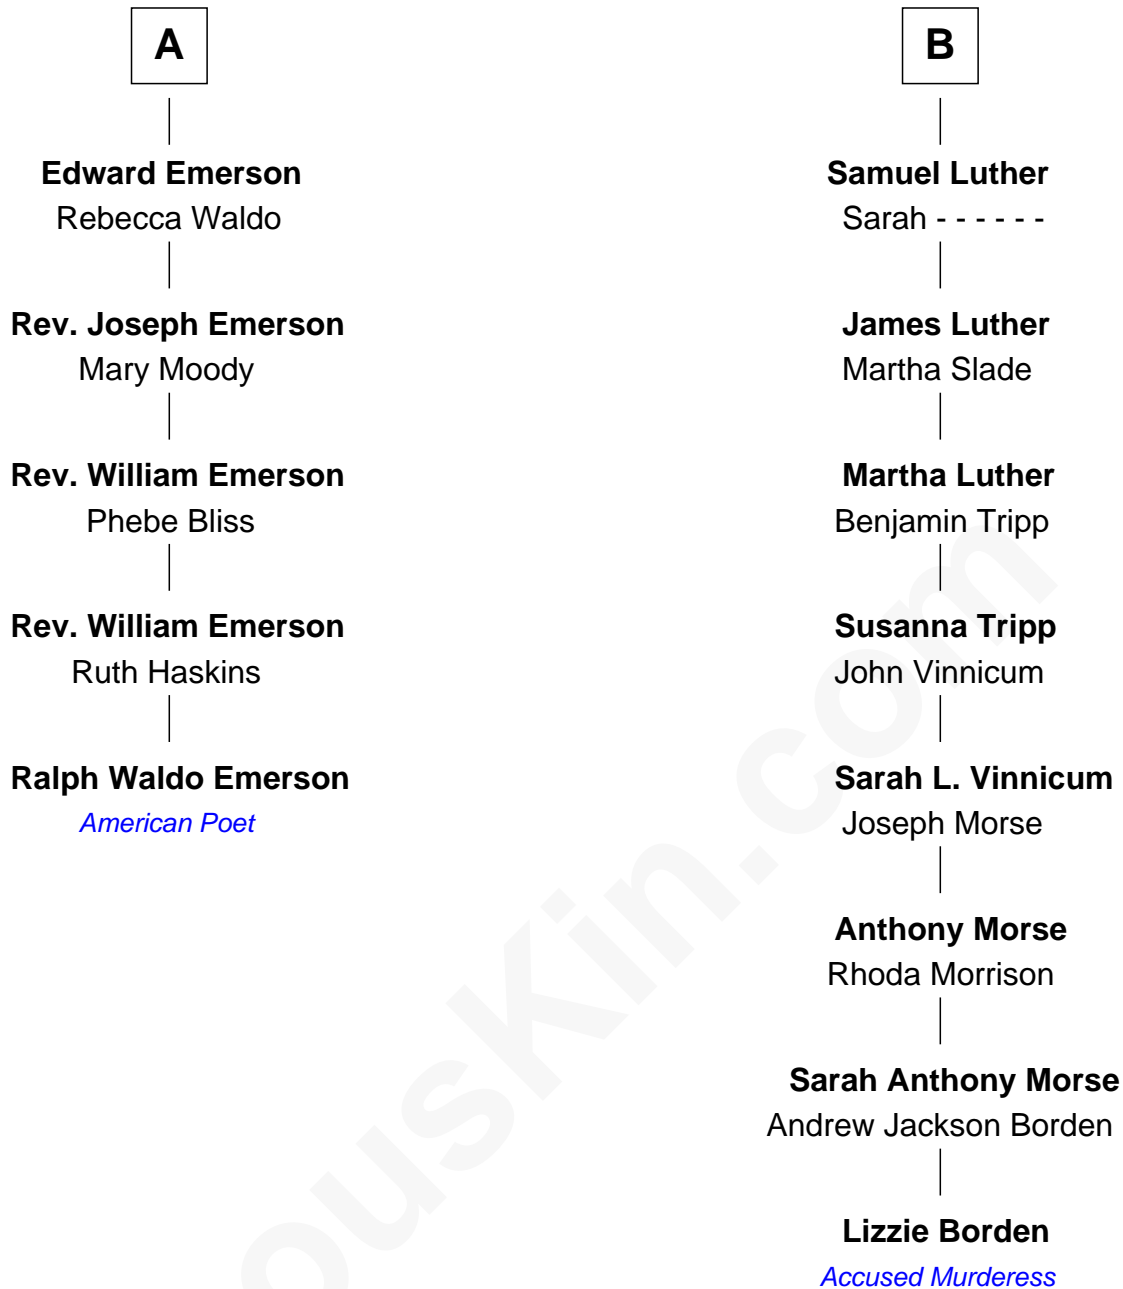 A
Edward Emerson
Rebecca Waldo
Rev. Joseph Emerson
Mary Moody
Rev. William Emerson
Phebe Bliss
Rev. William Emerson
Ruth Haskins
Ralph Waldo Emerson
American Poet
B
Samuel Luther
Sarah - - - - - -
James Luther
Martha Slade
Martha Luther
Benjamin Tripp
Susanna Tripp
John Vinnicum
Sarah L. Vinnicum
Joseph Morse
Anthony Morse
Rhoda Morrison
Sarah Anthony Morse
Andrew Jackson Borden
Lizzie Borden
Accused Murderess
ousKin.com